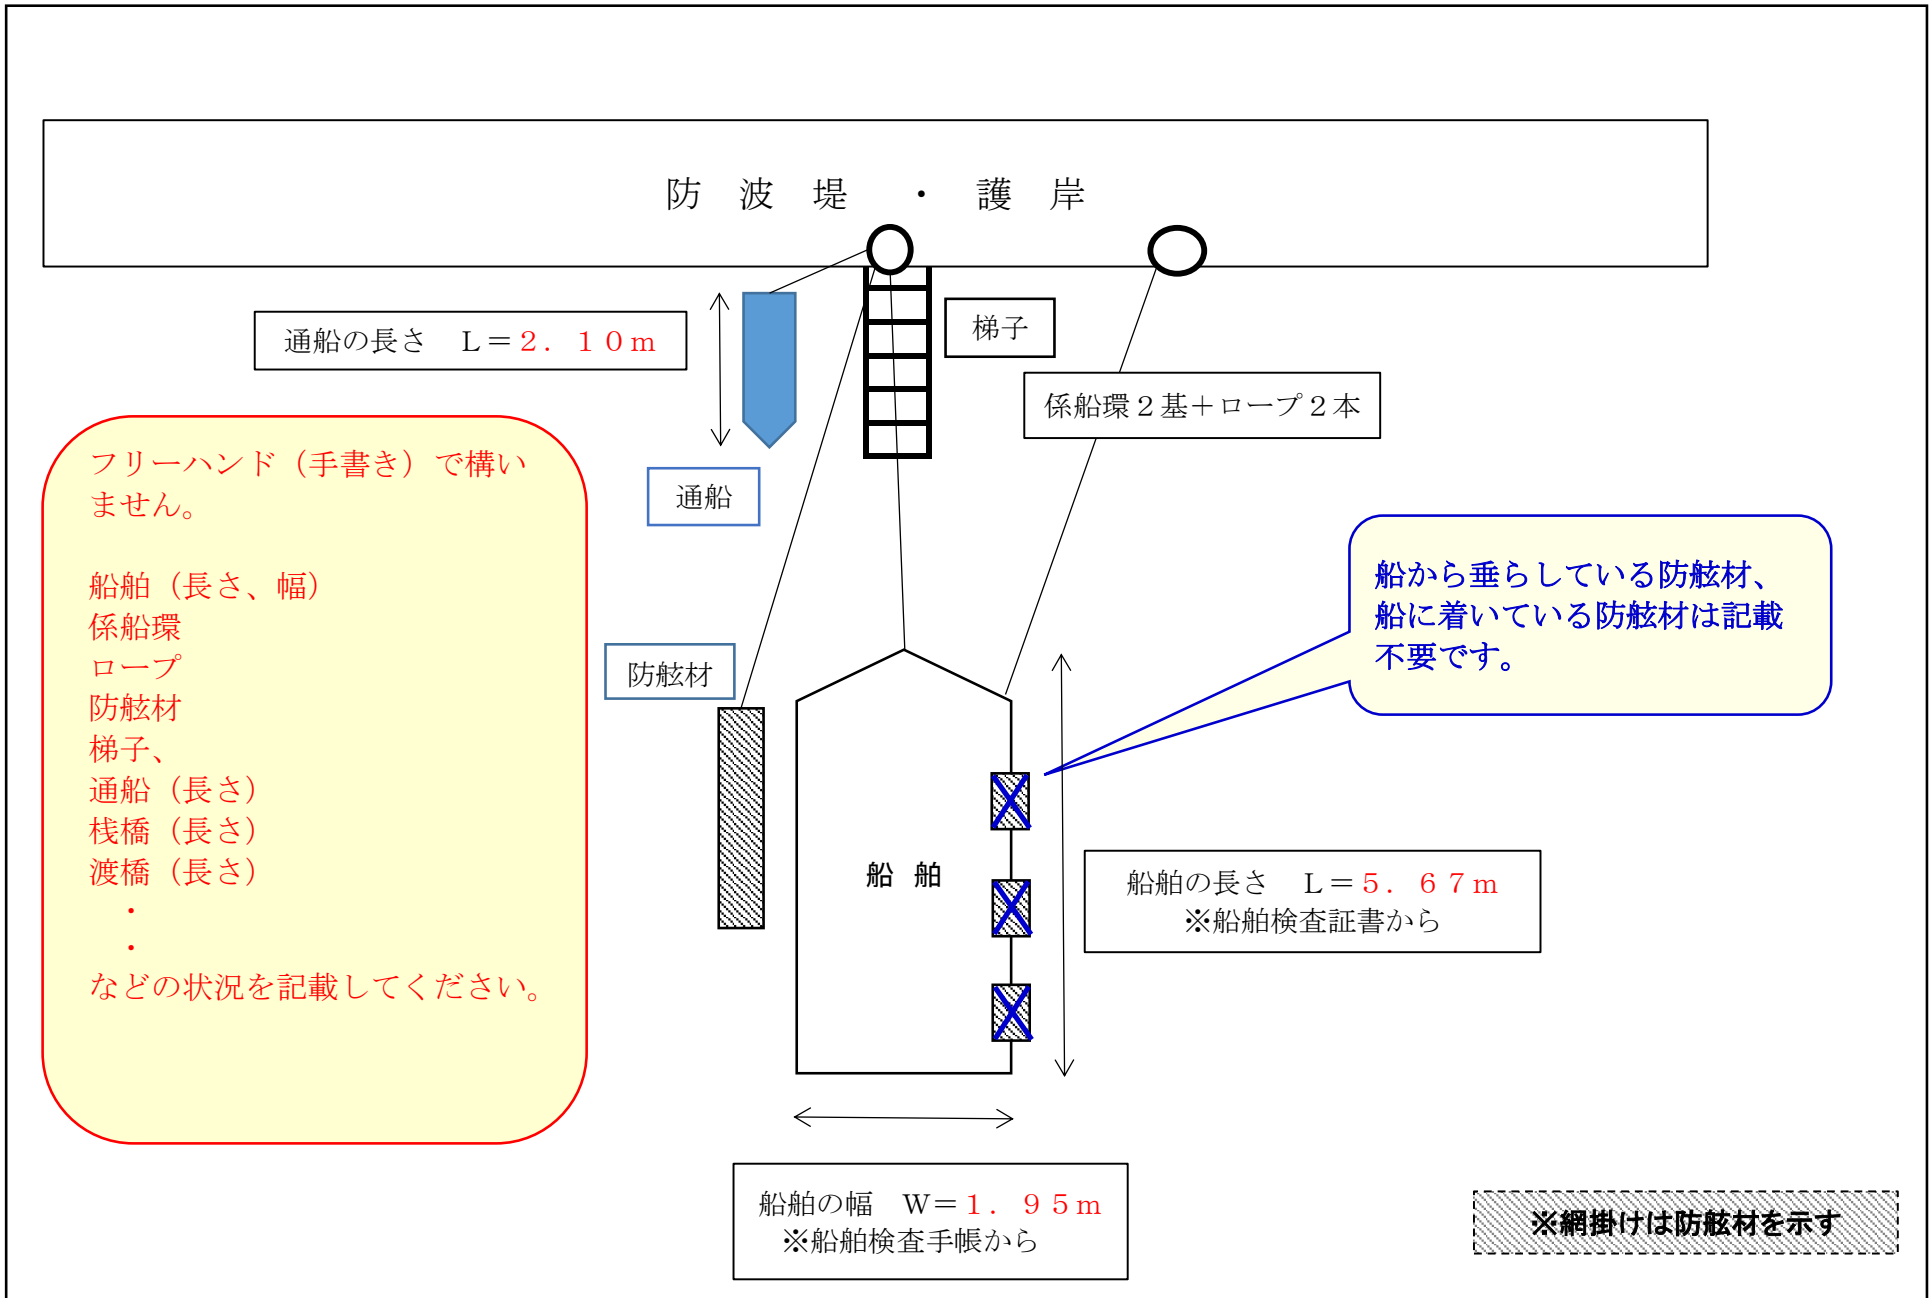 防 波 堤 ・ 護 岸
通船の長さ　L＝２．１０ｍ
梯子
係船環２基＋ロープ２本
通船
フリーハンド（手書き）で構い
ません。
船舶（長さ、幅）
係船環
ロープ
防舷材
梯子、
通船（長さ）
桟橋（長さ）
渡橋（長さ）
・
・
などの状況を記載してください。
船から垂らしている防舷材、
船に着いている防舷材は記載
不要です。
防舷材
船 舶
船舶の長さ　L＝５．６７ｍ
※船舶検査証書から
船舶の幅　W＝１．９５ｍ
※船舶検査手帳から
※網掛けは防舷材を示す